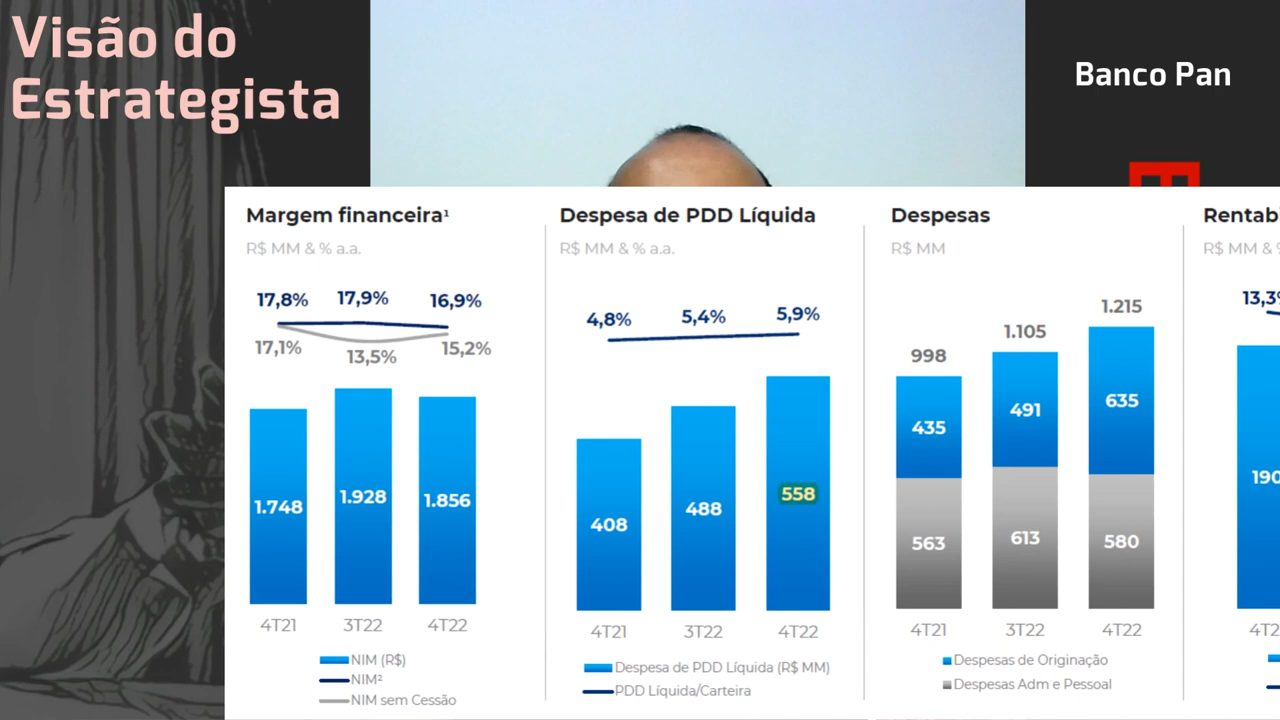 Visão do
Estrategista
Banco Pan
Margem financeira¹
R$ MM & % a.a.
17,8%
17,9%
16,9%
17,1%
13,5%
15,2%
1.748
1.928
1.856
4T21
3T22
4T22
NIM (R$)
NIM²
NIM sem Cessão
Despesa de PDD Líquida
R$ MM & % a.a.
4,8%
5,4%
5,9%
408
488
558
4T21
3T22
4T22
Despesa de PDD Líquida (R$ MM)
PDD Líquida/Carteira
Despesas
R$ MM
998
1.105
1.215
435
491
635
563
613
580
4T21
3T22
4T22
Despesas de Originação
Despesas Adm e Pessoal
R$ MM &
190